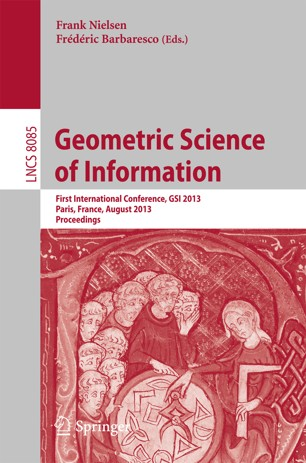 Frank Nielsen
Frédéric Barbaresco (Eds.)
LNCS 8085
Geometric Science
of Information
First International Conference, GSI 2013
Paris, France, August 2013
Proceedings
Springer